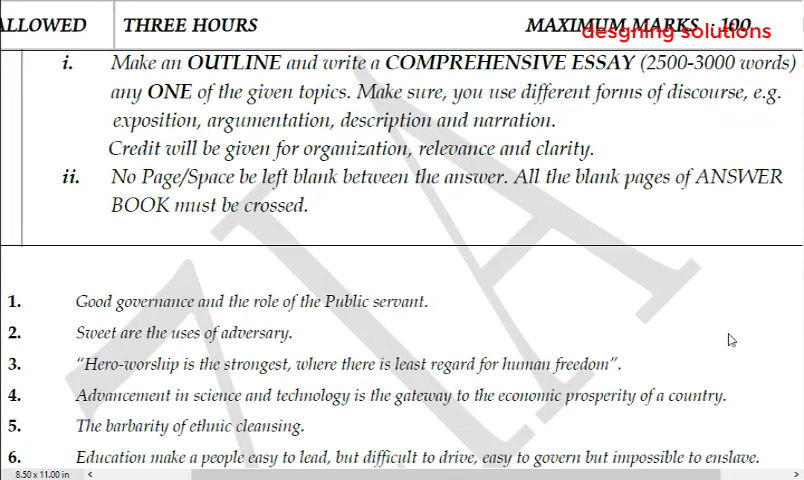 ALLOWED THREE HOURS MAXIMUM MARKS : 100
desgning solutions
i. Make an OUTLINE and write a COMPREHENSIVE ESSAY (2500-3000 words)
any ONE of the given topics. Make sure, you use different forms of discourse, e.g.
exposition, argumentation, description and narration.
Credit will be given for organization, relevance and clarity.
ii. No Page/Space be left blank between the answer. All the blank pages of ANSWER
BOOK must be crossed.
1. Good governance and the role of the Public servant.
2. Sweet are the uses of adversary.
3. “Hero-worship is the strongest, where there is least regard for human freedom”.
4. Advancement in science and technology is the gateway to the economic prosperity of a country.
5. The barbarity of ethnic cleansing.
6. Education make a people easy to lead, but difficult to drive, easy to govern but impossible to enslave.
8.50 x 11.00 in